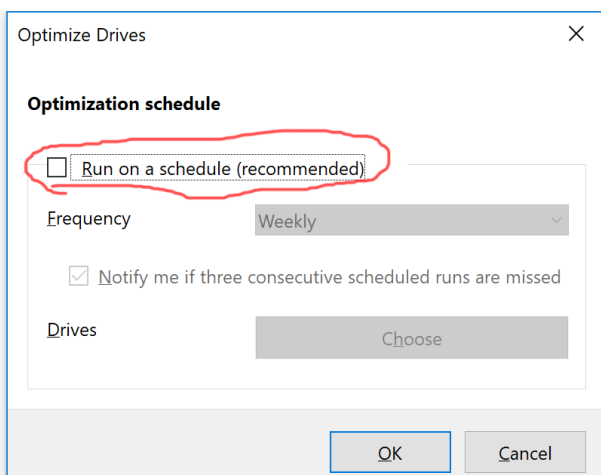 Optimize Drives
Optimization schedule
Run on a schedule (recommended)
Frequency
Weekly
Notify me if three consecutive scheduled runs are missed
Drives
Choose
OK
Cancel